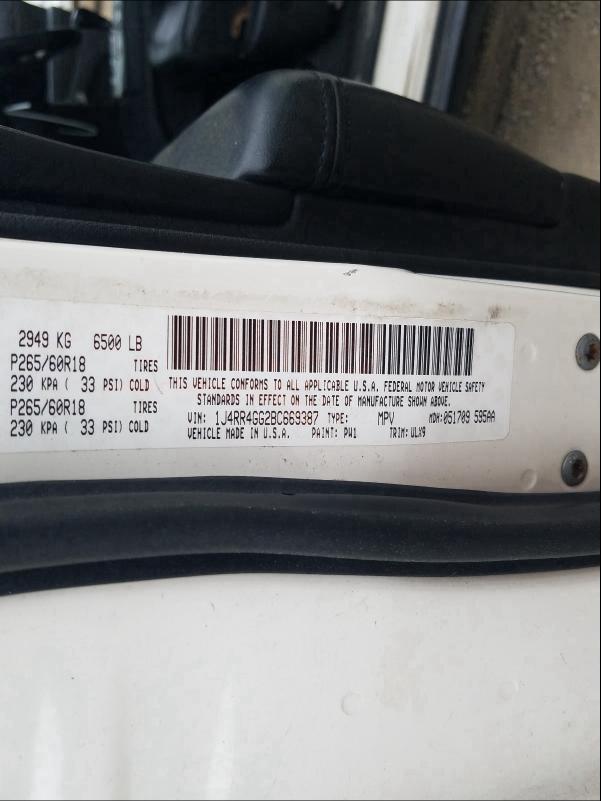 2949 KG 6500 LB
P265/60R18 TIRES
230 KPA ( 33 PSI) COLD
P265/60R18 TIRES
230 KPA ( 33 PSI) COLD
THIS VEHICLE CONFORMS TO ALL APPLICABLE U.S.A. FEDERAL MOTOR VEHICLE SAFETY
STANDARDS IN EFFECT ON THE DATE OF MANUFACTURE SHOWN ABOVE.
VIN: 1J4RR4GG2BC669387 TYPE: MPV MDH: 051709 595AA
VEHICLE MADE IN U.S.A. PAINT: PW1 TRIM: ULX9